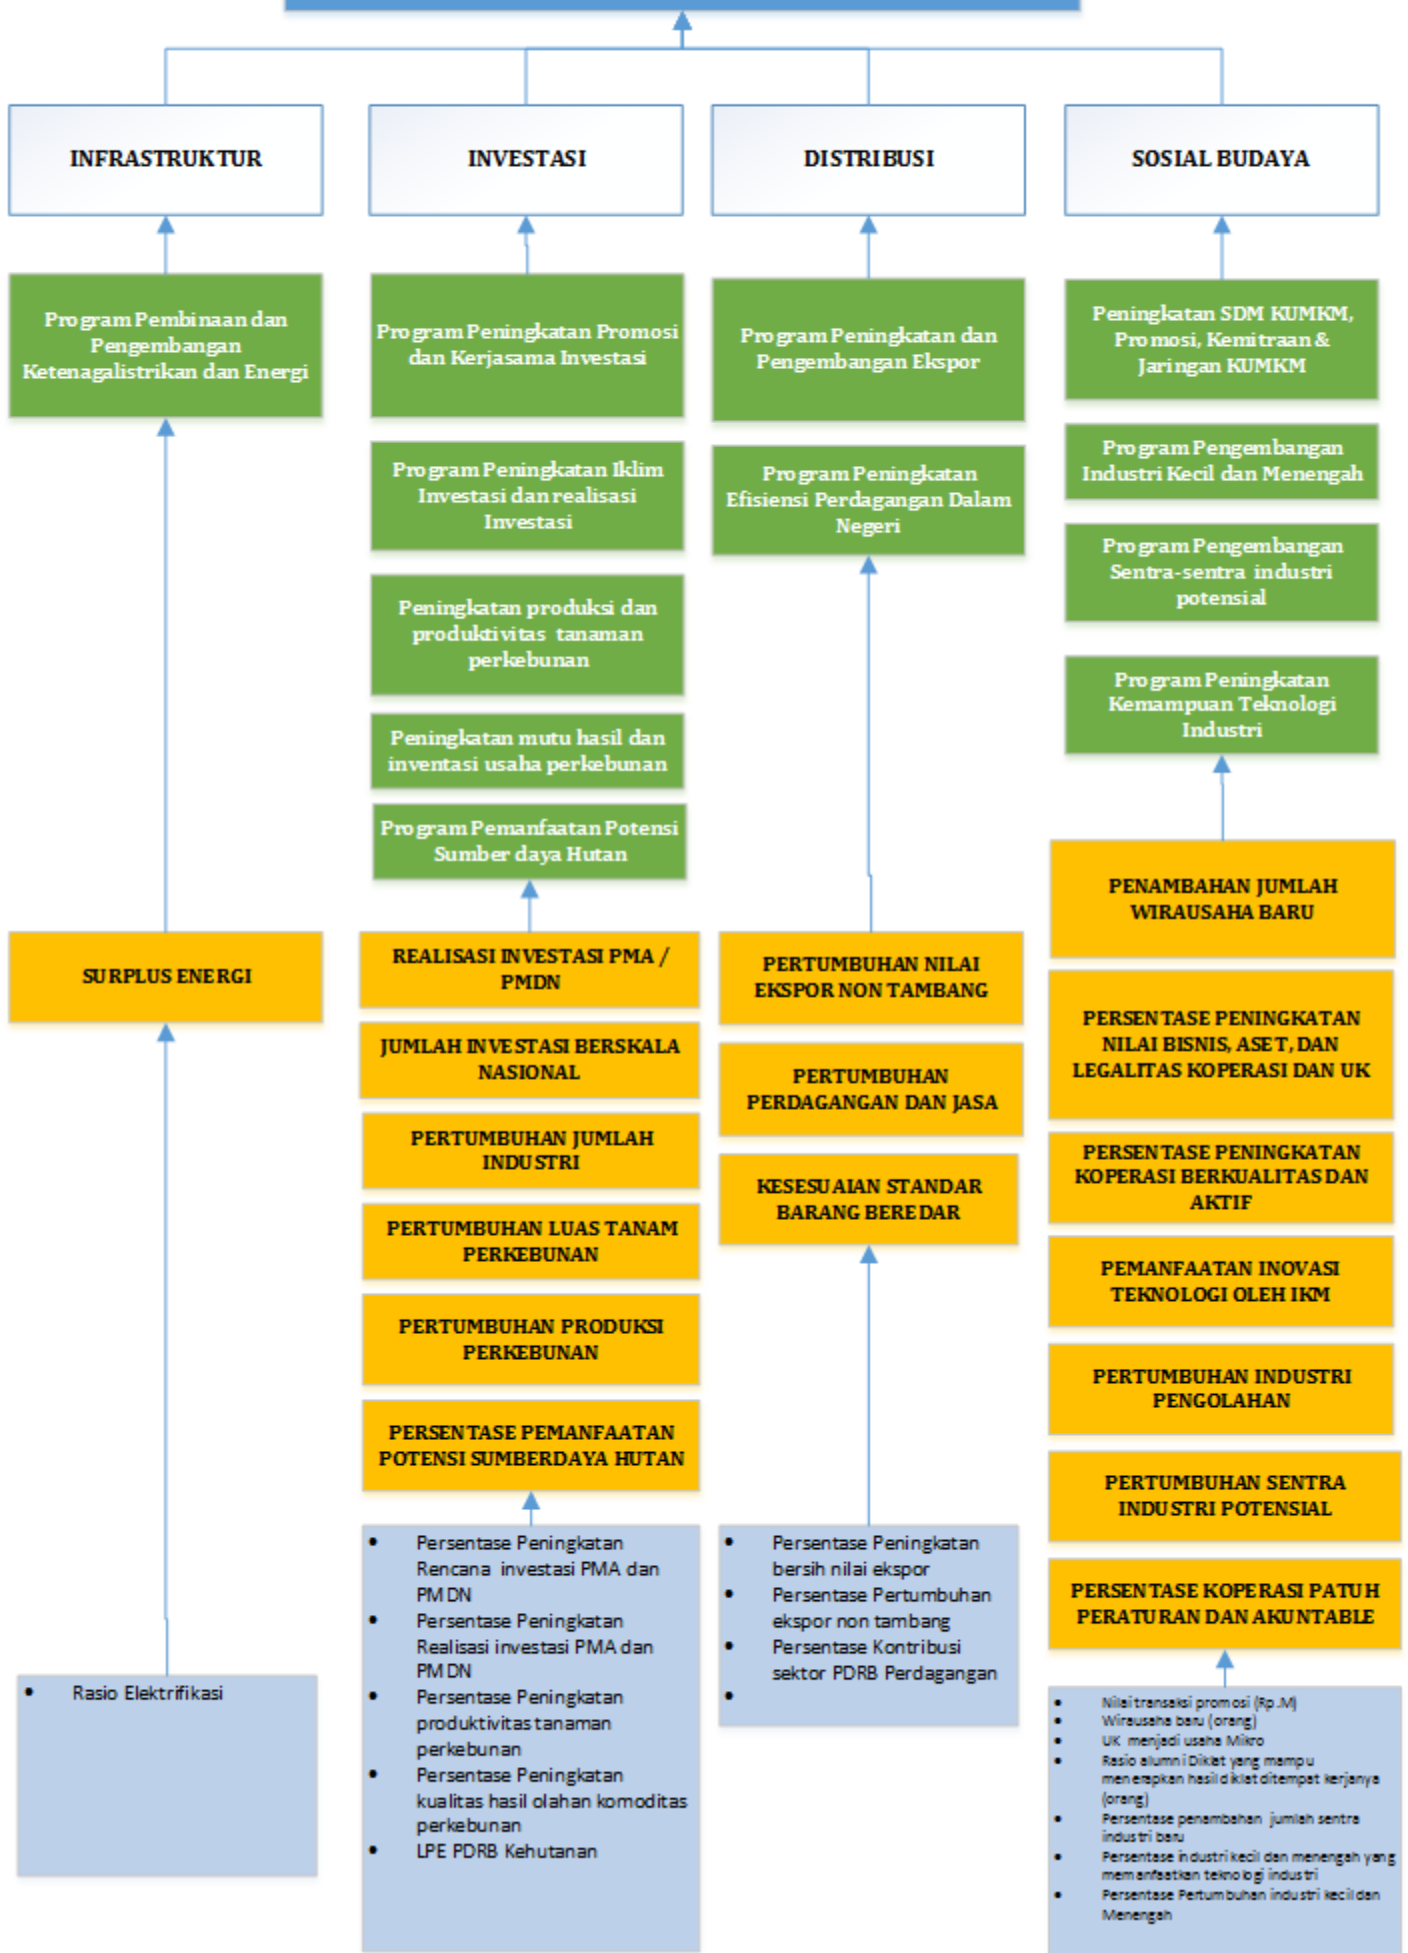 INFRASTRUKTUR
INVESTASI
DISTRIBUSI
SOSIAL BUDAYA
Program Pembinaan dan
Pengembangan
Ketenagalistrikan dan Energi
SURPLUS ENERGI
• Rasio Elektrifikasi
Program Peningkatan Promosi
dan Kerjasama Investasi
Program Peningkatan Iklim
Investasi dan realisasi
Investasi
Peningkatan produksi dan
produktivitas tanaman
perkebunan
Peningkatan mutu hasil dan
inventasi usaha perkebunan
Program Pemanfaatan Potensi
Sumber daya Hutan
REALISASI INVESTASI PMA /
PMDN
JUMLAH INVESTASI BERSKALA
NASIONAL
PERTUMBUHAN JUMLAH
INDUSTRI
PERTUMBUHAN LUAS TANAM
PERKEBUNAN
PERTUMBUHAN PRODUKSI
PERKEBUNAN
PERSENTASE PEMANFAATAN
POTENSI SUMBERDAYA HUTAN
• Persentase Peningkatan
Rencana investasi PMA dan
PMDN
• Persentase Peningkatan
Realisasi investasi PMA dan
PMDN
• Persentase Peningkatan
produktivitas tanaman
perkebunan
• Persentase Peningkatan
kualitas hasil olahan komoditas
perkebunan
• LPE PDRB Kehutanan
Program Peningkatan dan
Pengembangan Ekspor
Program Peningkatan
Efisiensi Perdagangan Dalam
Negeri
PERTUMBUHAN NILAI
EKSPOR NON TAMBANG
PERTUMBUHAN
PERDAGANGAN DAN JASA
KESESUAIAN STANDAR
BARANG BEREDAR
• Persentase Peningkatan
bersih nilai ekspor
• Persentase Pertumbuhan
ekspor non tambang
• Persentase Kontribusi
sektor PDRB Perdagangan
•
Peningkatan SDM KUMKM,
Promosi, Kemitraan &
Jaringan KUMKM
Program Pengembangan
Industri Kecil dan Menengah
Program Pengembangan
Sentra-sentra industri
potensial
Program Peningkatan
Kemampuan Teknologi
Industri
PENAMBAHAN JUMLAH
WIRAUSAHA BARU
PERSENTASE PENINGKATAN
NILAI BISNIS, ASET, DAN
LEGALITAS KOPERASI DAN UK
PERSENTASE PENINGKATAN
KOPERASI BERKUALITAS DAN
AKTIF
PEMANFAATAN INOVASI
TEKNOLOGI OLEH IKM
PERTUMBUHAN INDUSTRI
PENGOLAHAN
PERTUMBUHAN SENTRA
INDUSTRI POTENSIAL
PERSENTASE KOPERASI PATUH
PERATURAN DAN AKUNTABLE
• Nilai transaksi promosi (Rp.M)
• Wirausaha baru (orang)
• UK menjadi usaha Mikro
• Rasio alumni Diklat yang mampu
menerapkan hasil diklat ditempat kerjanya
(orang)
• Persentase penambahan jumlah sentra
industri baru
• Persentase industri kecil dan menengah yang
memanfaatkan teknologi industri
• Persentase Pertumbuhan industri kecil dan
Menengah